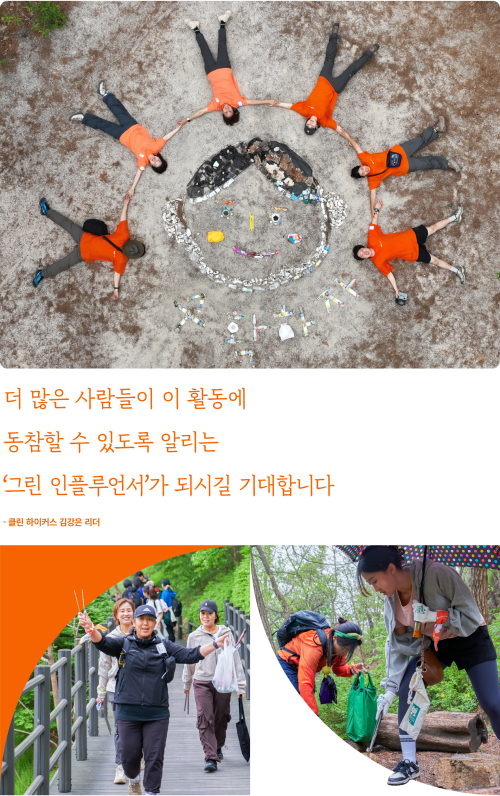 더 많은 사람들이 이 활동에
동참할 수 있도록 알리는
‘그린 인플루언서’가 되시길 기대합니다
- 클린 하이커스 김강은 리더